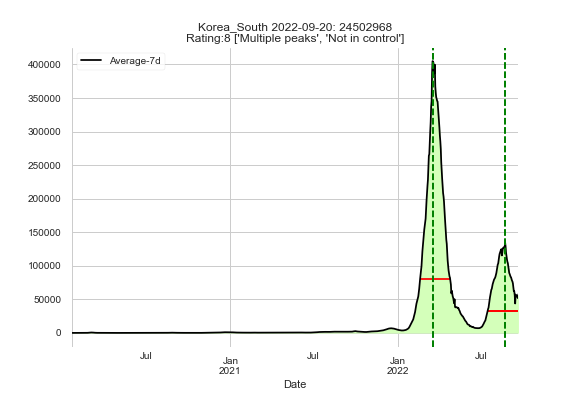 Korea_South 2022-09-20: 24502968
Rating:8 ['Multiple peaks', 'Not in control']
Average-7d
400000
350000
300000
250000
200000
150000
100000
50000
0
Jul
Jan
2021
Jul
Jan
2022
Jul
Date